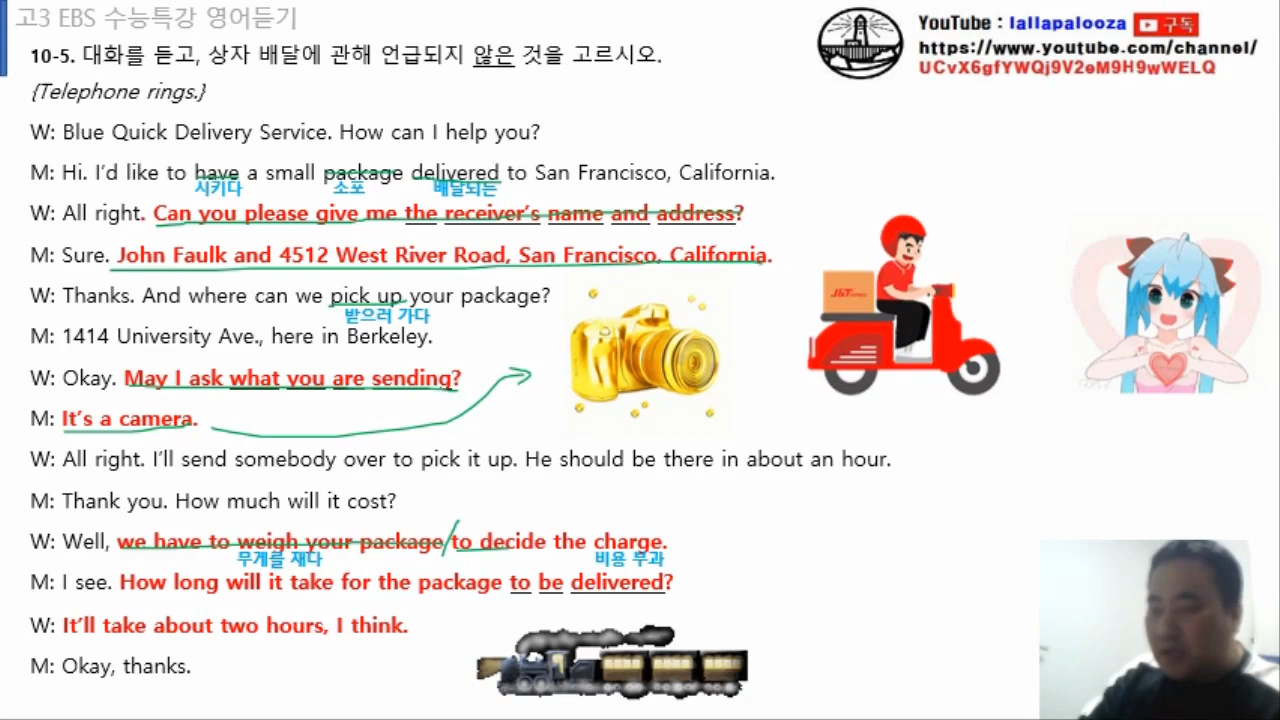 고3 EBS 수능특강 영어듣기
YouTube : lallapalooza 구독
https://www.youtube.com/channel/
UCvX6gfYWQj9V2eM9H9wWELQ
10-5. 대화를 듣고, 상자 배달에 관해 언급되지 않은 것을 고르시오.
{Telephone rings.}
W: Blue Quick Delivery Service. How can I help you?
M: Hi. I'd like to have a small package delivered to San Francisco, California.
시키다 소포 배달되는
W: All right. Can you please give me the receiver's name and address?
M: Sure. John Faulk and 4512 West River Road, San Francisco, California.
W: Thanks. And where can we pick up your package?
받으러 가다
M: 1414 University Ave., here in Berkeley.
W: Okay. May I ask what you are sending?
M: It's a camera.
W: All right. I'll send somebody over to pick it up. He should be there in about an hour.
M: Thank you. How much will it cost?
W: Well, we have to weigh your package to decide the charge.
무게를 재다 비용 부과
M: I see. How long will it take for the package to be delivered?
W: It'll take about two hours, I think.
M: Okay, thanks.
J&T